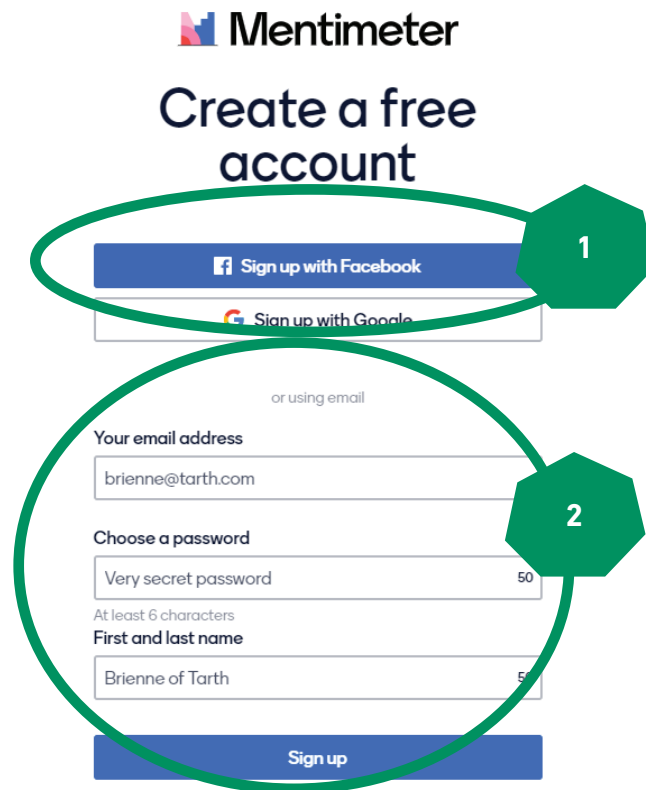 Mentimeter
Create a free
account
1
Sign up with Facebook
Sign up with Google
or using email
Your email address
brienne@tarth.com
2
Choose a password
Very secret password 50
At least 6 characters
First and last name
Brienne of Tarth 50
Sign up